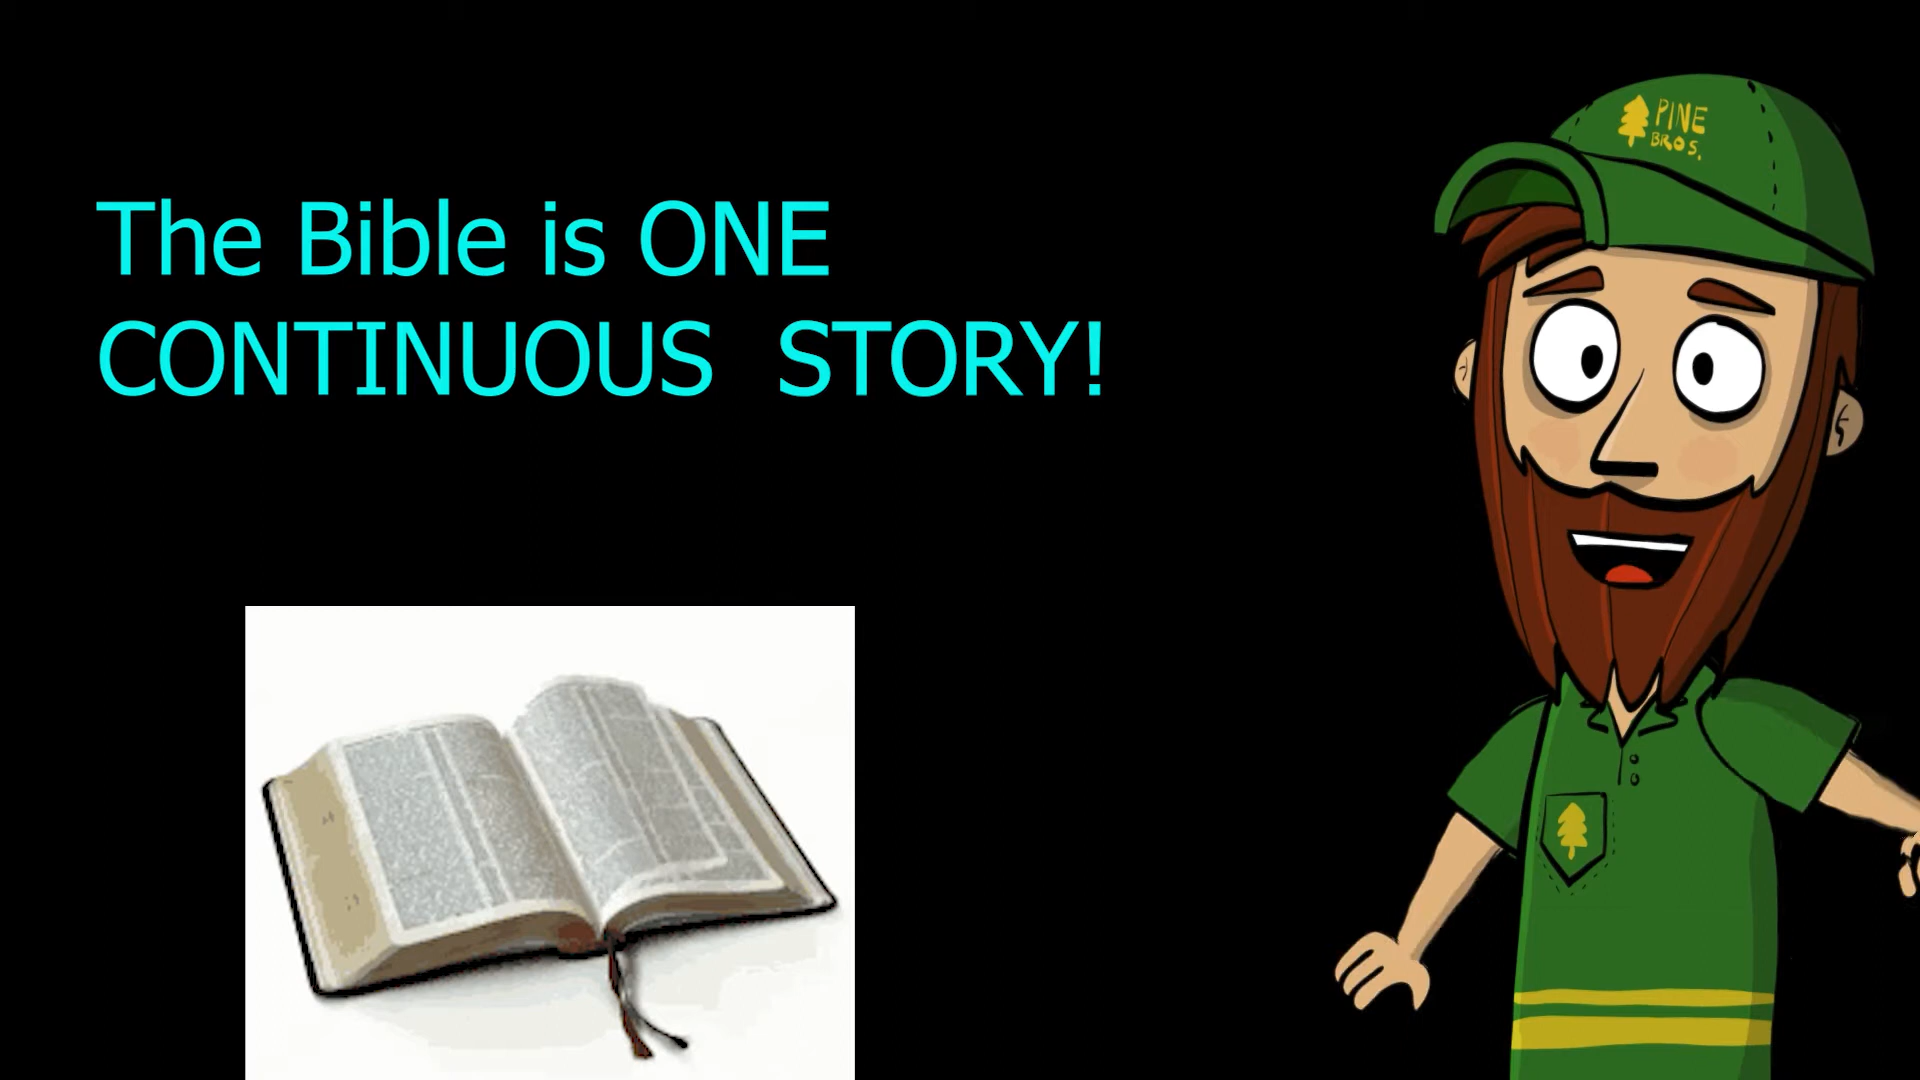 The Bible is ONE
CONTINUOUS  STORY!
PINE
BROS.